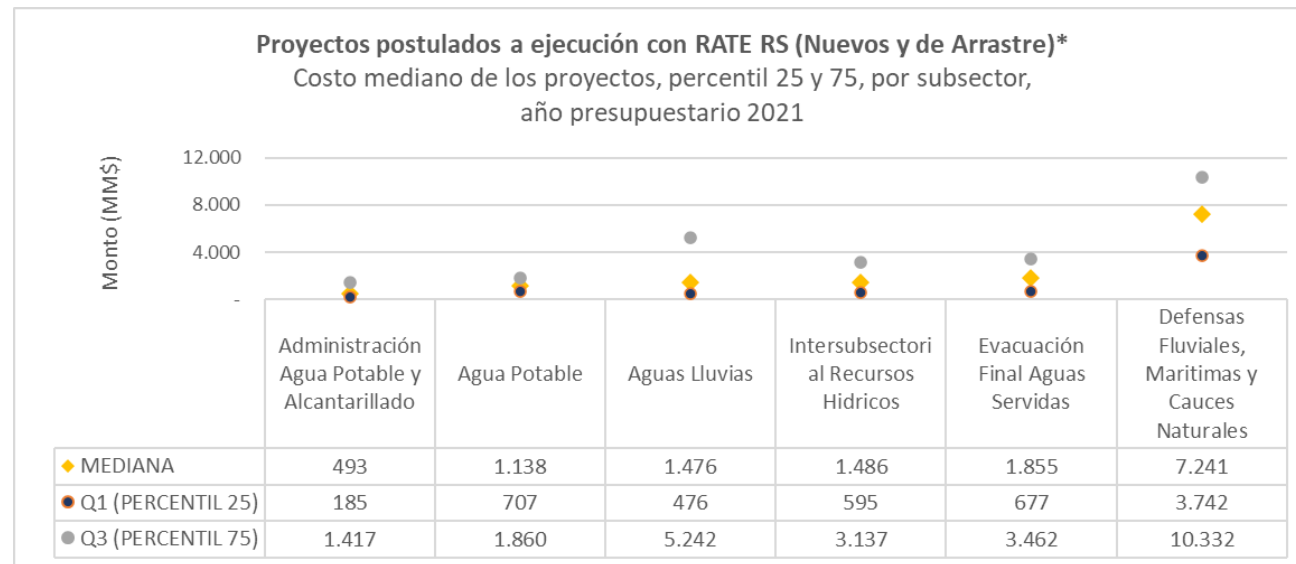 Proyectos postulados a ejecución con RATE RS (Nuevos y de Arrastre)*
Costo mediano de los proyectos, percentil 25 y 75, por subsector,
año presupuestario 2021
Monto (MM$)
12.000
8.000
4.000
-
Administración
Agua Potable y
Alcantarillado
Agua Potable
Aguas Lluvias
Intersubsectori
al Recursos
Hidricos
Evacuación
Final Aguas
Servidas
Defensas
Fluviales,
Maritimas y
Cauces
Naturales
MEDIANA 493 1.138 1.476 1.486 1.855 7.241
Q1 (PERCENTIL 25) 185 707 476 595 677 3.742
Q3 (PERCENTIL 75) 1.417 1.860 5.242 3.137 3.462 10.332